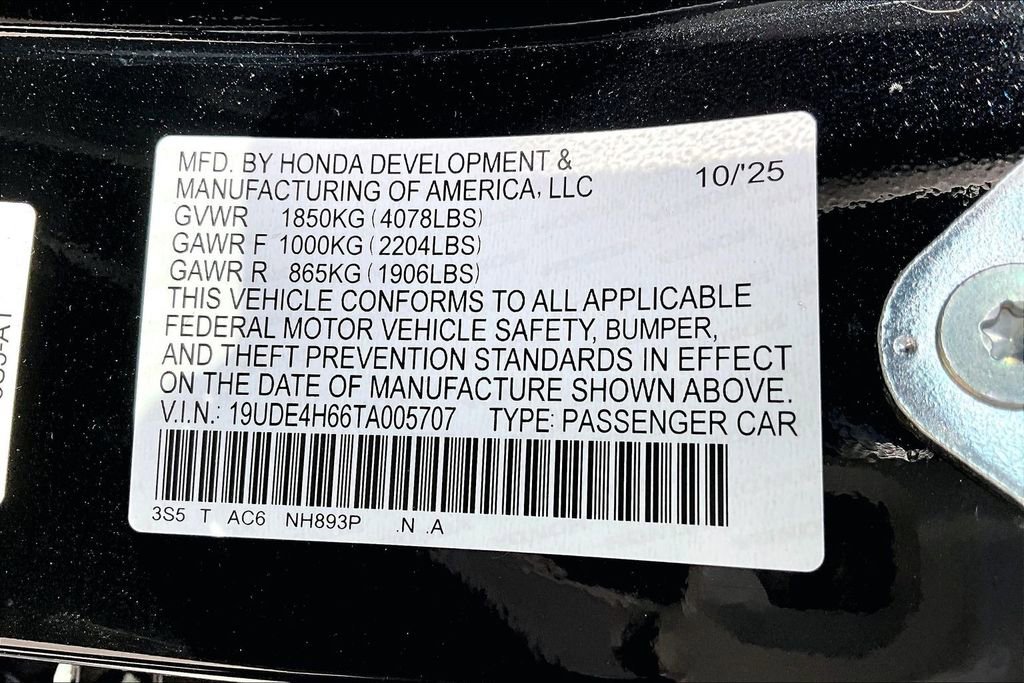 MFD. BY HONDA DEVELOPMENT &
MANUFACTURING OF AMERICA, LLC
10/'25
GVWR 1850KG (4078LBS)
GAWR F 1000KG (2204LBS)
GAWR R 865KG (1906LBS)
THIS VEHICLE CONFORMS TO ALL APPLICABLE
FEDERAL MOTOR VEHICLE SAFETY, BUMPER,
AND THEFT PREVENTION STANDARDS IN EFFECT
ON THE DATE OF MANUFACTURE SHOWN ABOVE.
V.I.N.: 19UDE4H66TA005707 TYPE: PASSENGER CAR
3S5 T AC6 NH893P .N .A